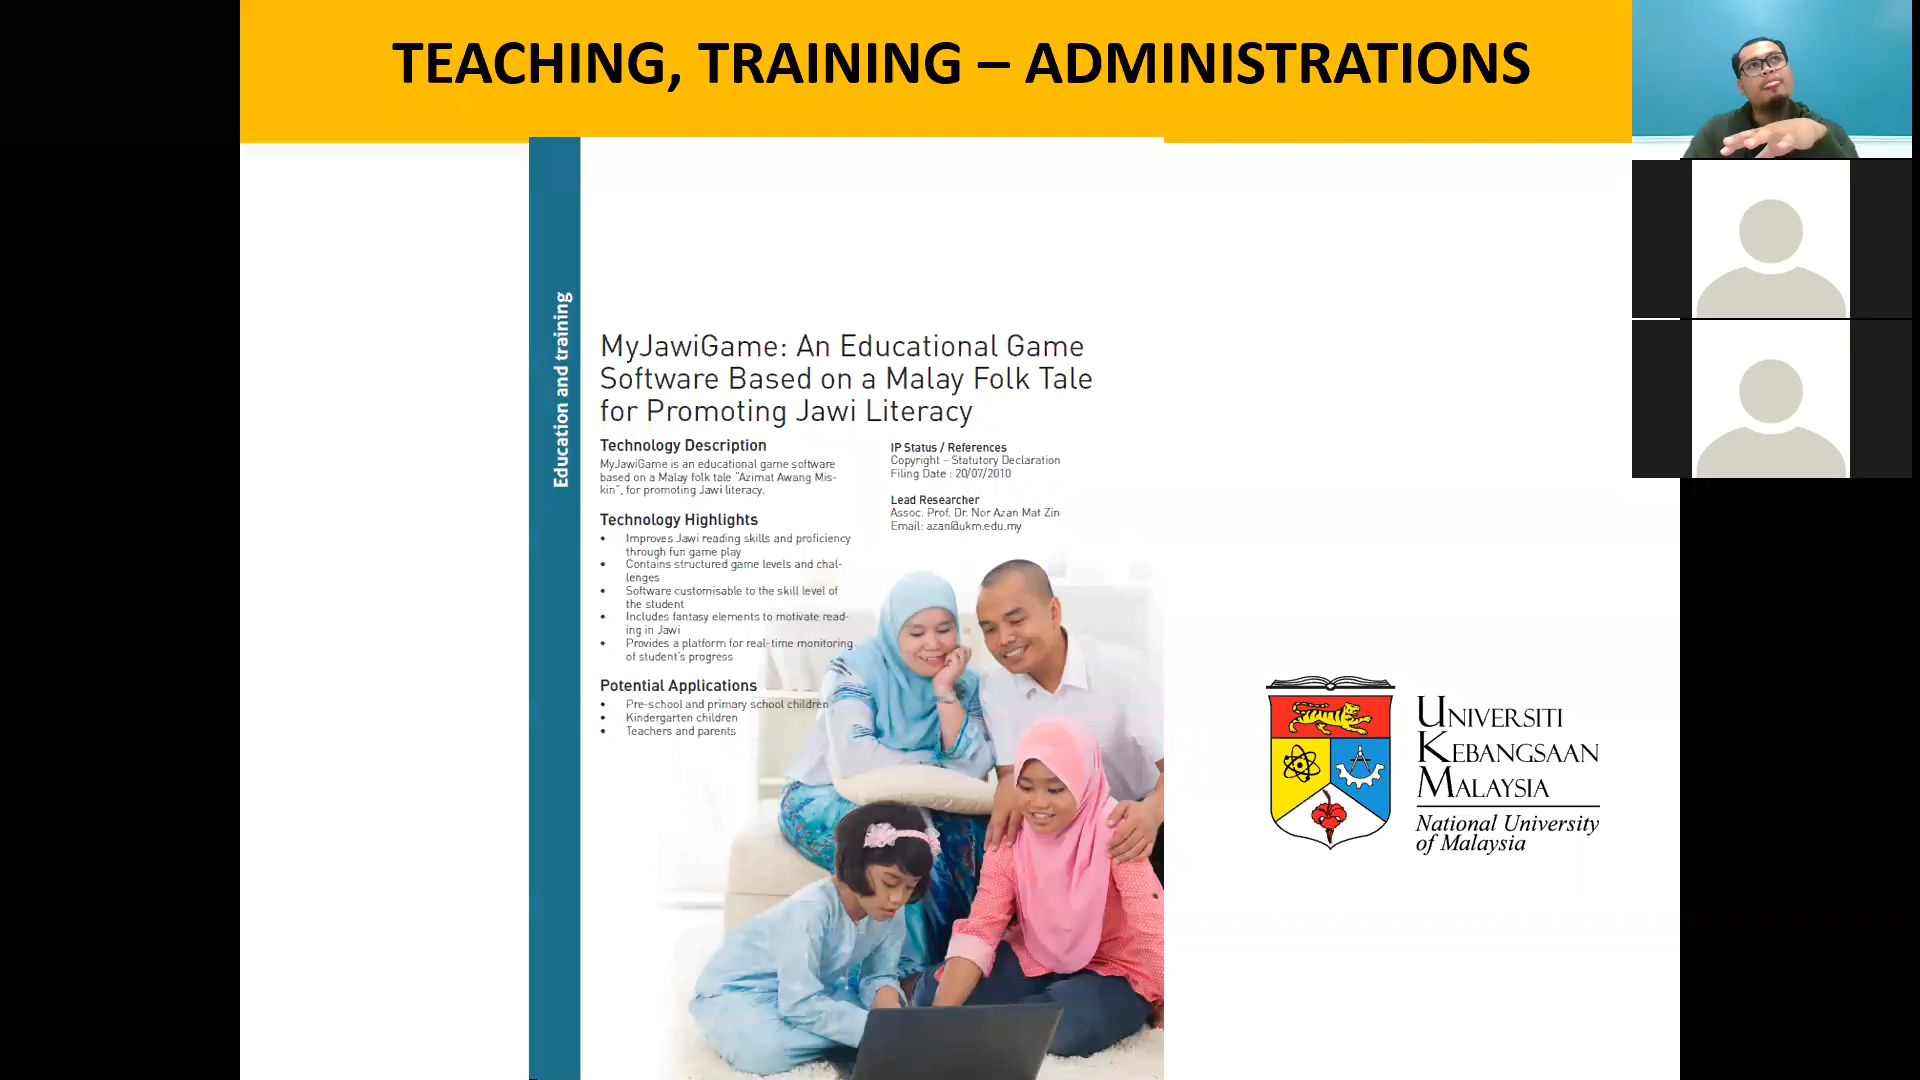 TEACHING, TRAINING – ADMINISTRATIONS
Education and training
MyJawiGame: An Educational Game
Software Based on a Malay Folk Tale
for Promoting Jawi Literacy
Technology Description
MyJawiGame is an educational game software
based on a Malay folk tale "Azimat Awang Mis-
kin", for promoting Jawi literacy.
Technology Highlights
• Improves Jawi reading skills and proficiency
through fun game play
• Contains structured game levels and chal-
lenges
• Software customisable to the skill level of
the student
• Includes fantasy elements to motivate read-
ing in Jawi
• Provides a platform for real-time monitoring
of student's progress
Potential Applications
• Pre-school and primary school children
• Kindergarten children
• Teachers and parents
IP Status / References
Copyright – Statutory Declaration
Filing Date : 20/07/2010
Lead Researcher
Assoc. Prof. Dr. Nor Azan Mat Zin
Email: azan@ukm.edu.my
UNIVERSITI
KEBANGSAAN
MALAYSIA
National University
of Malaysia